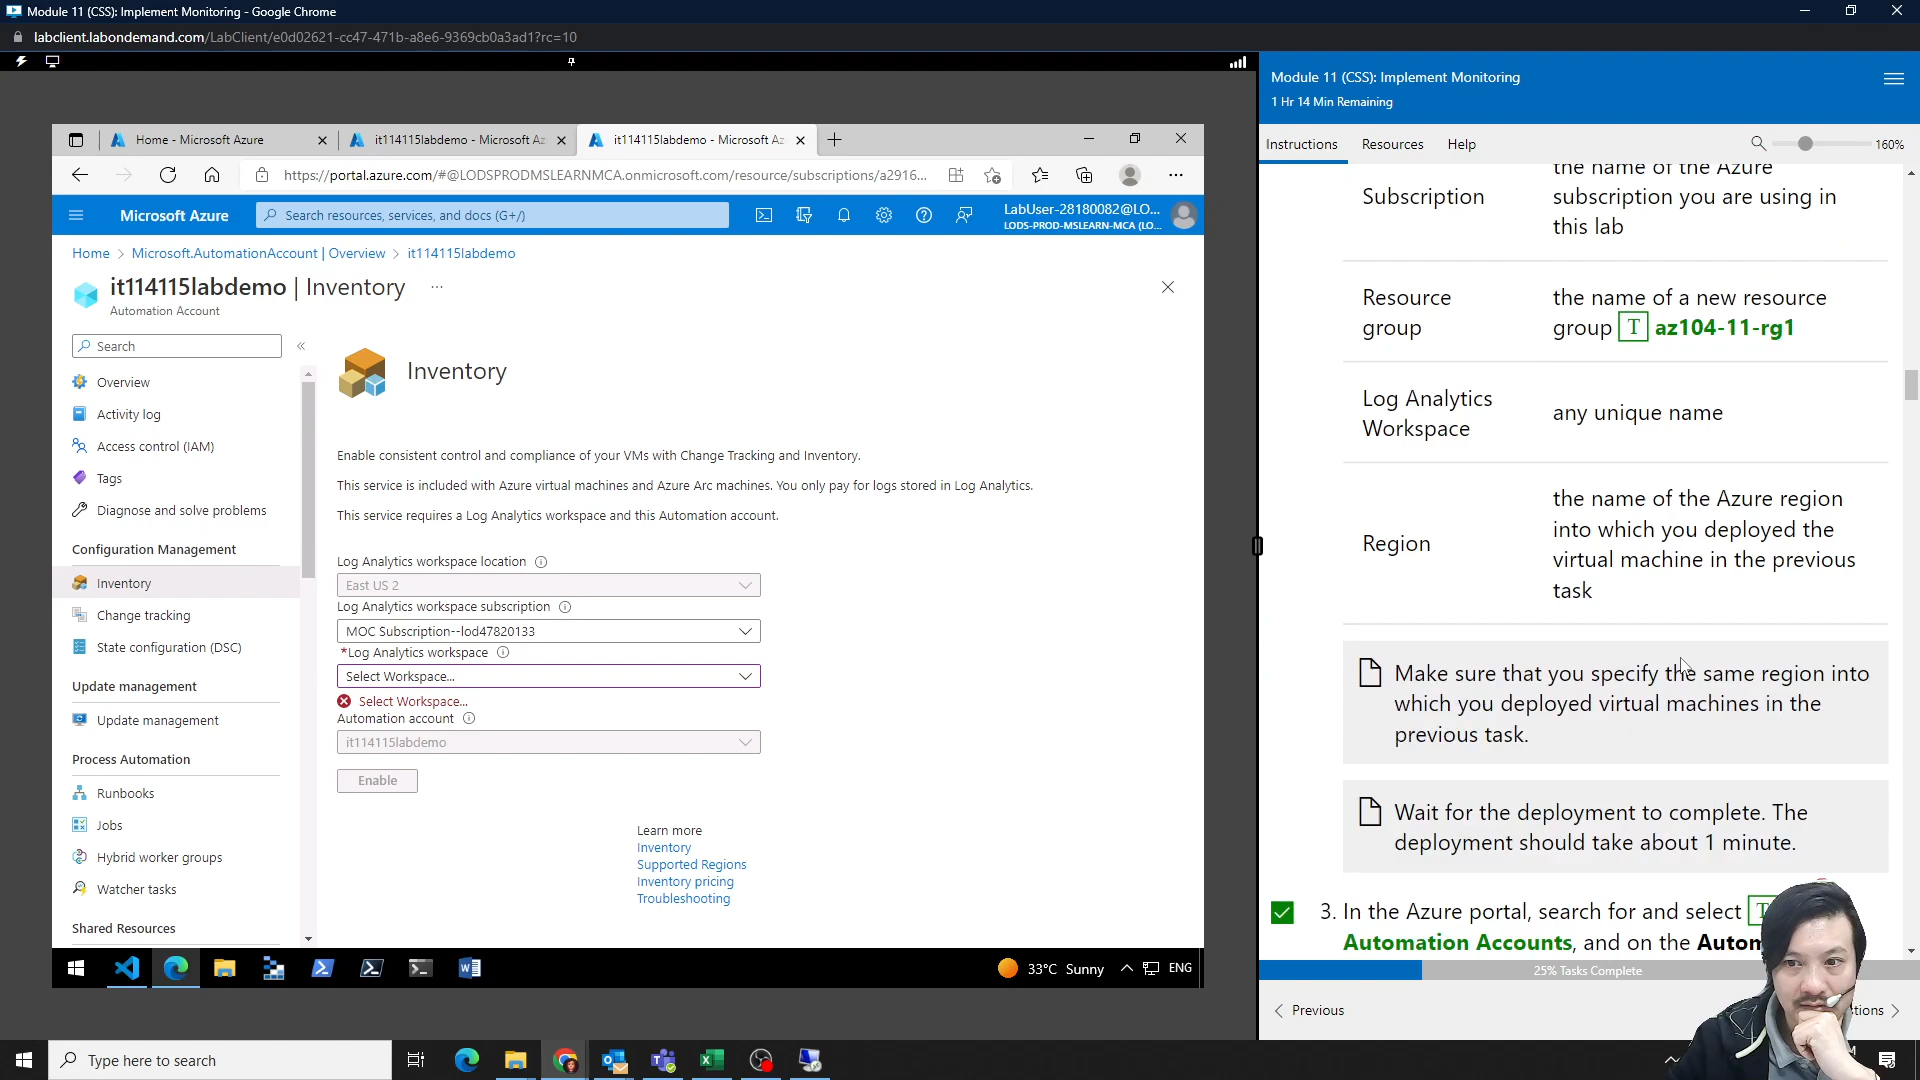 Module 11 (CSS): Implement Monitoring - Google Chrome
labclient.labondemand.com/LabClient/e0d02621-cc47-471b-a8e6-9369cb0a3ad1?rc=10
Home - Microsoft Azure
it114115labdemo - Microsoft Az
it114115labdemo - Microsoft Az
https://portal.azure.com/#@LODSPRODMSLEARNMCA.onmicrosoft.com/resource/subscriptions/a2916...
Microsoft Azure
Search resources, services, and docs (G+/)
LabUser-28180082@LO...
LODS-PROD-MSLEARN-MCA (LO...
Home > Microsoft.AutomationAccount | Overview > it114115labdemo
it114115labdemo | Inventory ...
Automation Account
Search
Overview
Activity log
Access control (IAM)
Tags
Diagnose and solve problems
Configuration Management
Inventory
Change tracking
State configuration (DSC)
Update management
Update management
Process Automation
Runbooks
Jobs
Hybrid worker groups
Watcher tasks
Shared Resources
Inventory
Enable consistent control and compliance of your VMs with Change Tracking and Inventory.
This service is included with Azure virtual machines and Azure Arc machines. You only pay for logs stored in Log Analytics.
This service requires a Log Analytics workspace and this Automation account.
Log Analytics workspace location
East US 2
Log Analytics workspace subscription
MOC Subscription--lod47820133
*Log Analytics workspace
Select Workspace...
Select Workspace...
Automation account
it114115labdemo
Enable
Learn more
Inventory
Supported Regions
Inventory pricing
Troubleshooting
33°C Sunny
ENG
Module 11 (CSS): Implement Monitoring
1 Hr 14 Min Remaining
Instructions
Resources
Help
160%
Subscription
the name of the Azure
subscription you are using in
this lab
Resource
group
the name of a new resource
group T az104-11-rg1
Log Analytics
Workspace
any unique name
Region
the name of the Azure region
into which you deployed the
virtual machine in the previous
task
Make sure that you specify the same region into
which you deployed virtual machines in the
previous task.
Wait for the deployment to complete. The
deployment should take about 1 minute.
3. In the Azure portal, search for and select T
Automation Accounts, and on the Autom
25% Tasks Complete
Previous
Type here to search